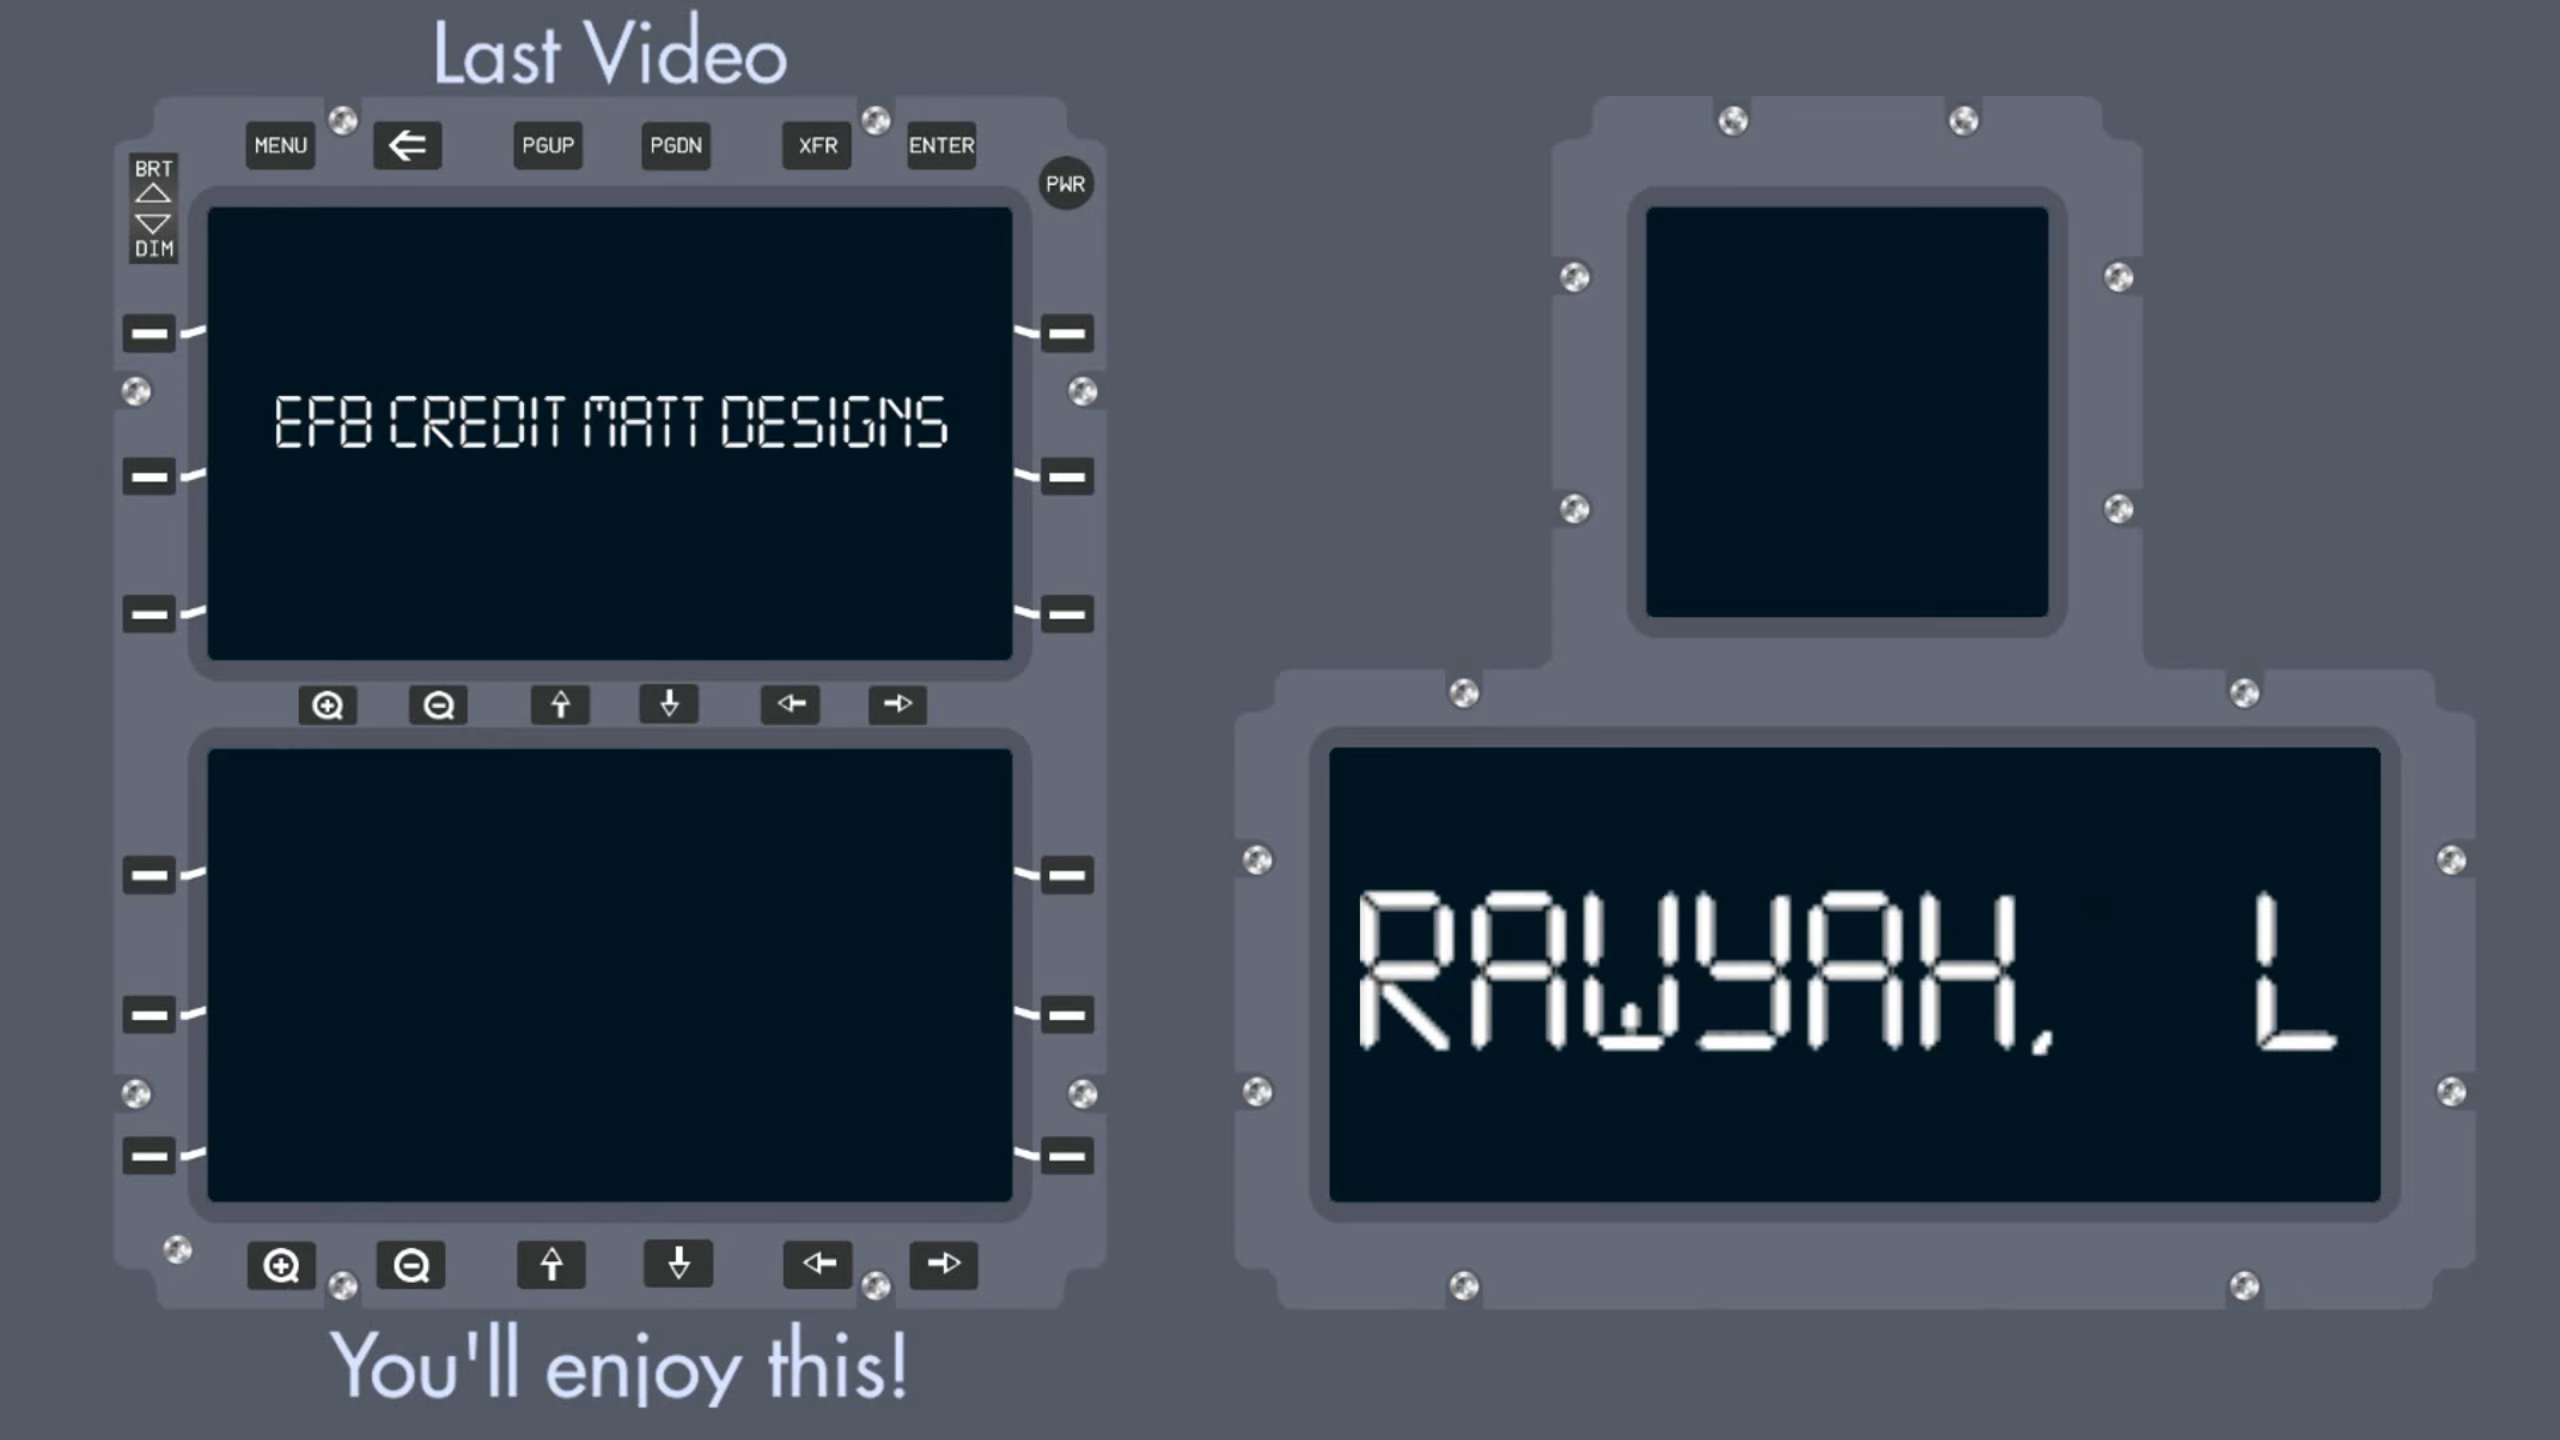 Last Video
MENU PGUP PGDN XFR ENTER
BRT
PWR
DIM
EFB CREDIT MATT DESIGNS
RAWYAH, L
You'll enjoy this!